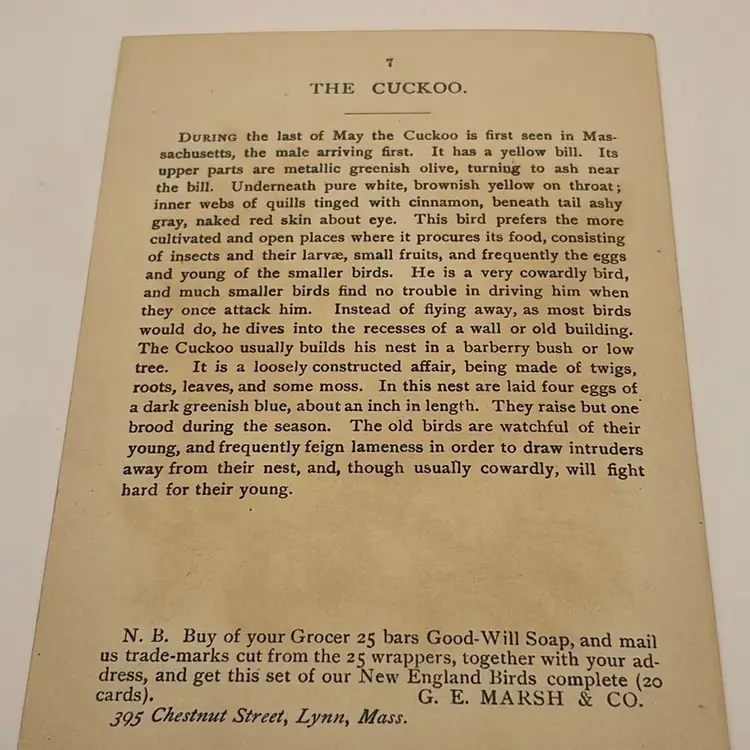 7
THE CUCKOO.
DURING the last of May the Cuckoo is first seen in Mas-
sachusetts, the male arriving first. It has a yellow bill. Its
upper parts are metallic greenish olive, turning to ash near
the bill. Underneath pure white, brownish yellow on throat;
inner webs of quills tinged with cinnamon, beneath tail ashy
gray, naked red skin about eye. This bird prefers the more
cultivated and open places where it procures its food, consisting
of insects and their larvæ, small fruits, and frequently the eggs
and young of the smaller birds. He is a very cowardly bird,
and much smaller birds find no trouble in driving him when
they once attack him. Instead of flying away, as most birds
would do, he dives into the recesses of a wall or old building.
The Cuckoo usually builds his nest in a barberry bush or low
tree. It is a loosely constructed affair, being made of twigs,
roots, leaves, and some moss. In this nest are laid four eggs of
a dark greenish blue, about an inch in length. They raise but one
brood during the season. The old birds are watchful of their
young, and frequently feign lameness in order to draw intruders
away from their nest, and, though usually cowardly, will fight
hard for their young.
N. B. Buy of your Grocer 25 bars Good-Will Soap, and mail
us trade-marks cut from the 25 wrappers, together with your ad-
dress, and get this set of our New England Birds complete (20
cards). G. E. MARSH & CO.
395 Chestnut Street, Lynn, Mass.